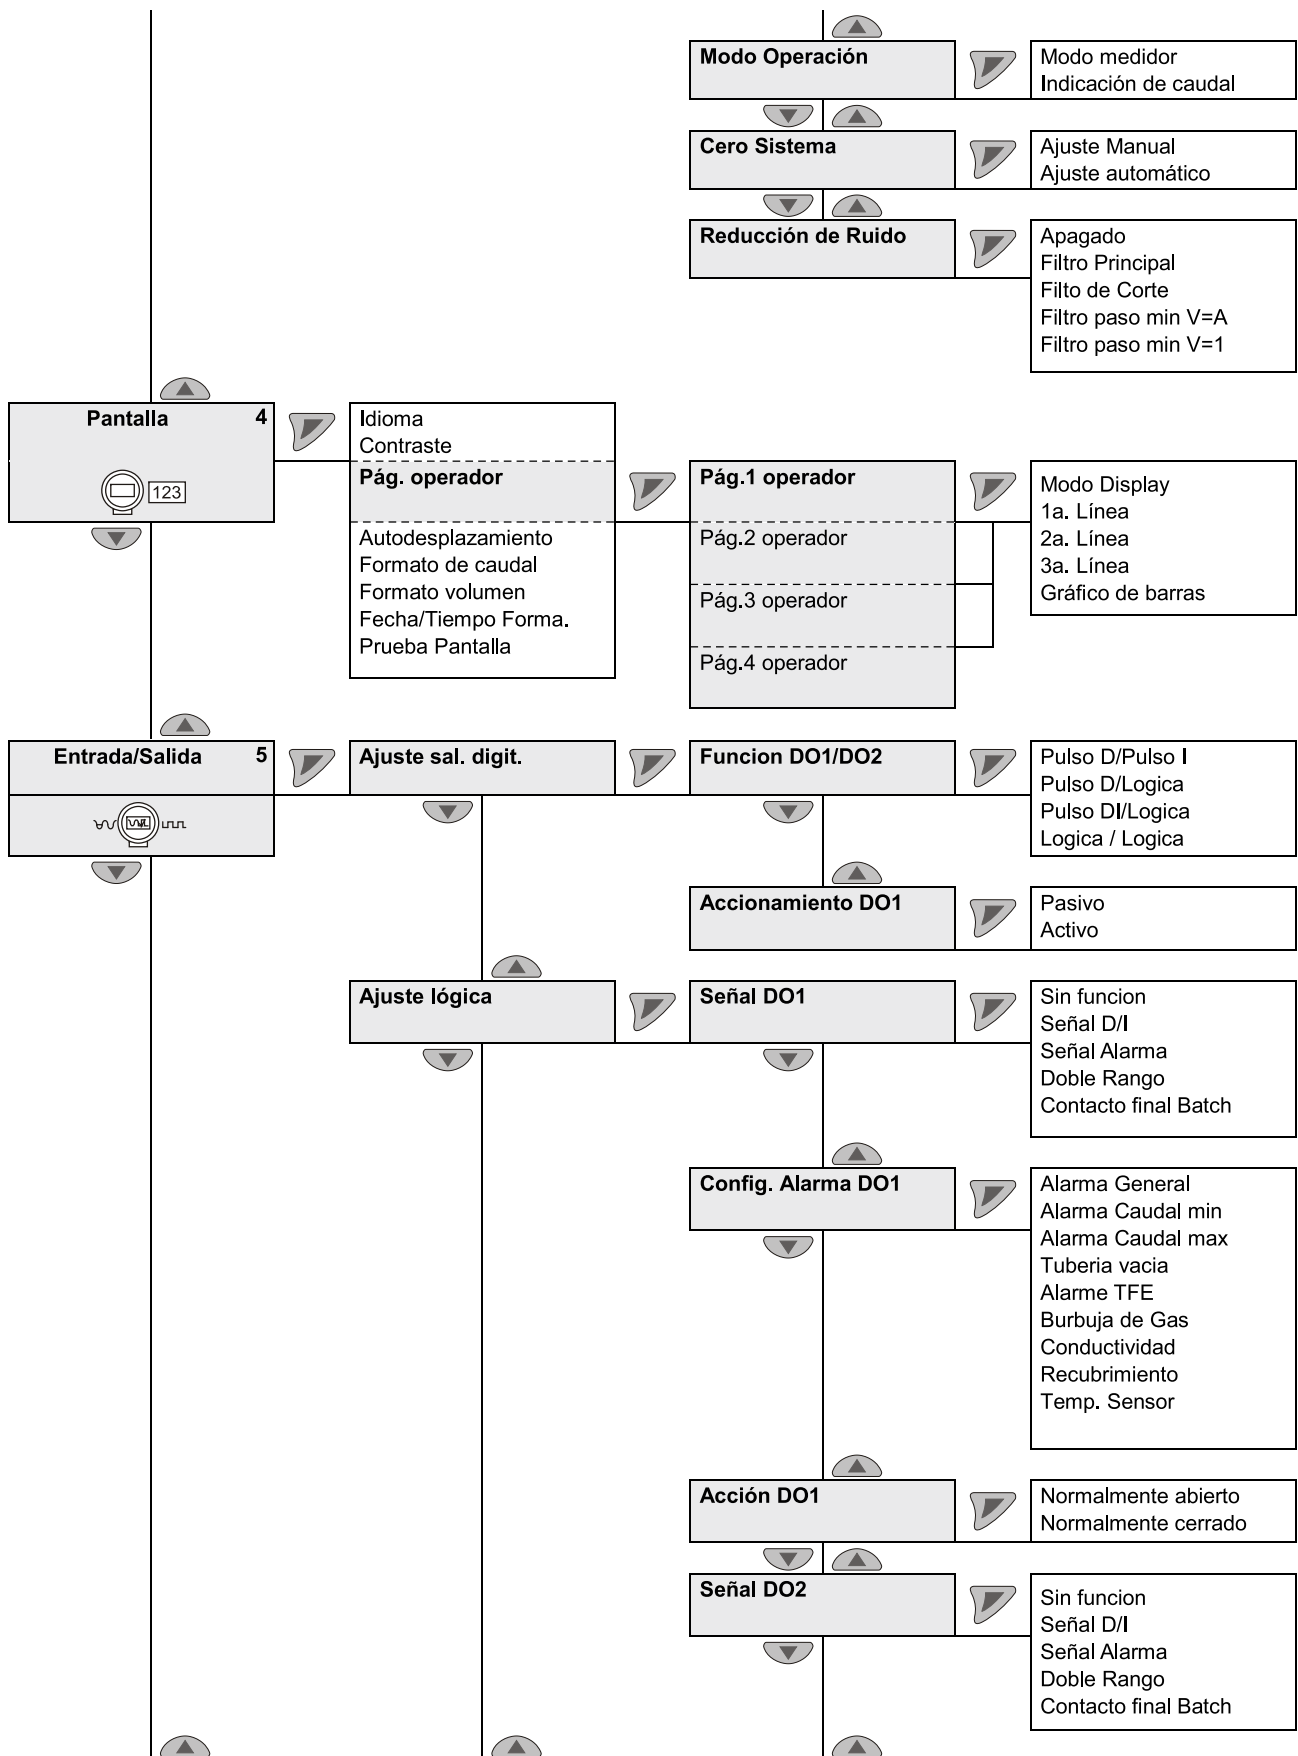 Modo Operación
Modo medidor
Indicación de caudal
Cero Sistema
Ajuste Manual
Ajuste automático
Reducción de Ruido
Apagado
Filtro Principal
Filto de Corte
Filtro paso min V=A
Filtro paso min V=1
Pantalla 4
123
Idioma
Contraste
Pág. operador
Autodesplazamiento
Formato de caudal
Formato volumen
Fecha/Tiempo Forma.
Prueba Pantalla
Pág.1 operador
Pág.2 operador
Pág.3 operador
Pág.4 operador
Modo Display
1a. Línea
2a. Línea
3a. Línea
Gráfico de barras
Entrada/Salida 5
Ajuste sal. digit.
Funcion DO1/DO2
Pulso D/Pulso I
Pulso D/Logica
Pulso DI/Logica
Logica / Logica
Accionamiento DO1
Pasivo
Activo
Ajuste lógica
Señal DO1
Sin funcion
Señal D/I
Señal Alarma
Doble Rango
Contacto final Batch
Config. Alarma DO1
Alarma General
Alarma Caudal min
Alarma Caudal max
Tuberia vacia
Alarme TFE
Burbuja de Gas
Conductividad
Recubrimiento
Temp. Sensor
Acción DO1
Normalmente abierto
Normalmente cerrado
Señal DO2
Sin funcion
Señal D/I
Señal Alarma
Doble Rango
Contacto final Batch